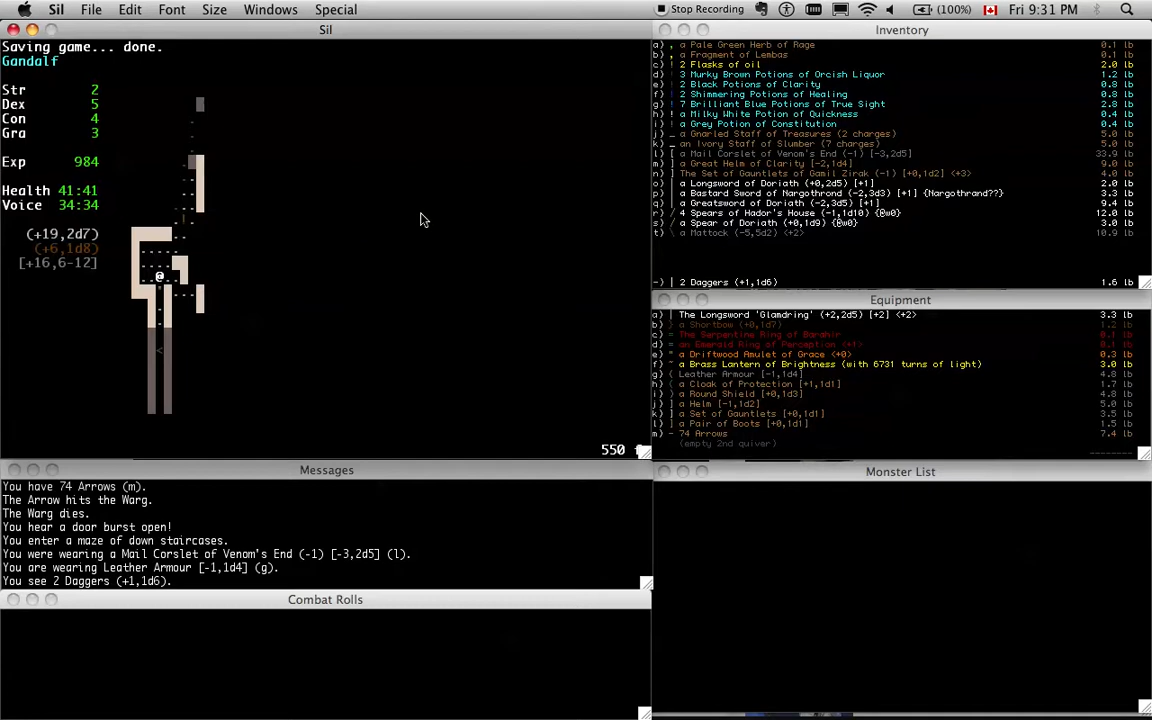 Sil File Edit Font Size Windows Special Stop Recording (100%) Fri 9:31 PM
Sil
Saving game... done.
Gandalf
Str 2
Dex 5
Con 4
Gra 3
Exp 984
Health 41:41
Voice 34:34
(+19,2d7)
(+6,1d8)
[+16,6-12]
@
<
550 f
Messages
You have 74 Arrows (m).
The Arrow hits the Warg.
The Warg dies.
You hear a door burst open!
You enter a maze of down staircases.
You were wearing a Mail Corslet of Venom's End (-1) [-3,2d5] (l).
You are wearing Leather Armour [-1,1d4] (g).
You see 2 Daggers (+1,1d6).
Combat Rolls
Inventory
a) , a Pale Green Herb of Rage 0.1 lb
b) , a Fragment of Lembas 0.1 lb
c) ! 2 Flasks of oil 2.0 lb
d) ! 3 Murky Brown Potions of Orcish Liquor 1.2 lb
e) ! 2 Black Potions of Clarity 0.8 lb
f) ! 2 Shimmering Potions of Healing 0.8 lb
g) ! 7 Brilliant Blue Potions of True Sight 2.8 lb
h) ! a Milky White Potion of Quickness 0.4 lb
i) ! a Grey Potion of Constitution 0.4 lb
j) _ a Gnarled Staff of Treasures (2 charges) 5.0 lb
k) _ an Ivory Staff of Slumber (7 charges) 5.0 lb
l) [ a Mail Corslet of Venom's End (-1) [-3,2d5] 33.9 lb
m) ] a Great Helm of Clarity [-2,1d4] 9.0 lb
n) ] The Set of Gauntlets of Gamil Zirak (-1) [+0,1d2] <+3> 4.0 lb
o) | a Longsword of Doriath (+0,2d5) [+1] 2.0 lb
p) | a Bastard Sword of Nargothrond (-2,3d3) [+1] {Nargothrand??} 3.3 lb
q) | a Greatsword of Doriath (-2,3d5) [+1] 9.4 lb
r) / 4 Spears of Hador's House (-1,1d10) {@w0} 12.0 lb
s) / a Spear of Doriath (+0,1d9) {@w0} 3.0 lb
t) \ a Mattock (-5,5d2) <+2> 10.9 lb
-) | 2 Daggers (+1,1d6) 1.6 lb
Equipment
a) | The Longsword 'Glamdring' (+2,2d5) [+2] <+2> 3.3 lb
b) } a Shortbow (+0,1d7) 1.2 lb
c) = The Serpentine Ring of Barahir 0.1 lb
d) = an Emerald Ring of Perception <+1> 0.1 lb
e) " a Driftwood Amulet of Grace <+0> 0.3 lb
f) ~ a Brass Lantern of Brightness (with 6731 turns of light) 3.0 lb
g) ( Leather Armour [-1,1d4] 4.8 lb
h) ( a Cloak of Protection [+1,1d1] 1.7 lb
i) ) a Round Shield [+0,1d3] 4.8 lb
j) ] a Helm [-2,1d2] 5.0 lb
k) ] a Set of Gauntlets [+0,1d1] 3.5 lb
l) ] a Pair of Boots [+0,1d1] 1.5 lb
m) - 74 Arrows 7.4 lb
(empty 2nd quiver)
Monster List